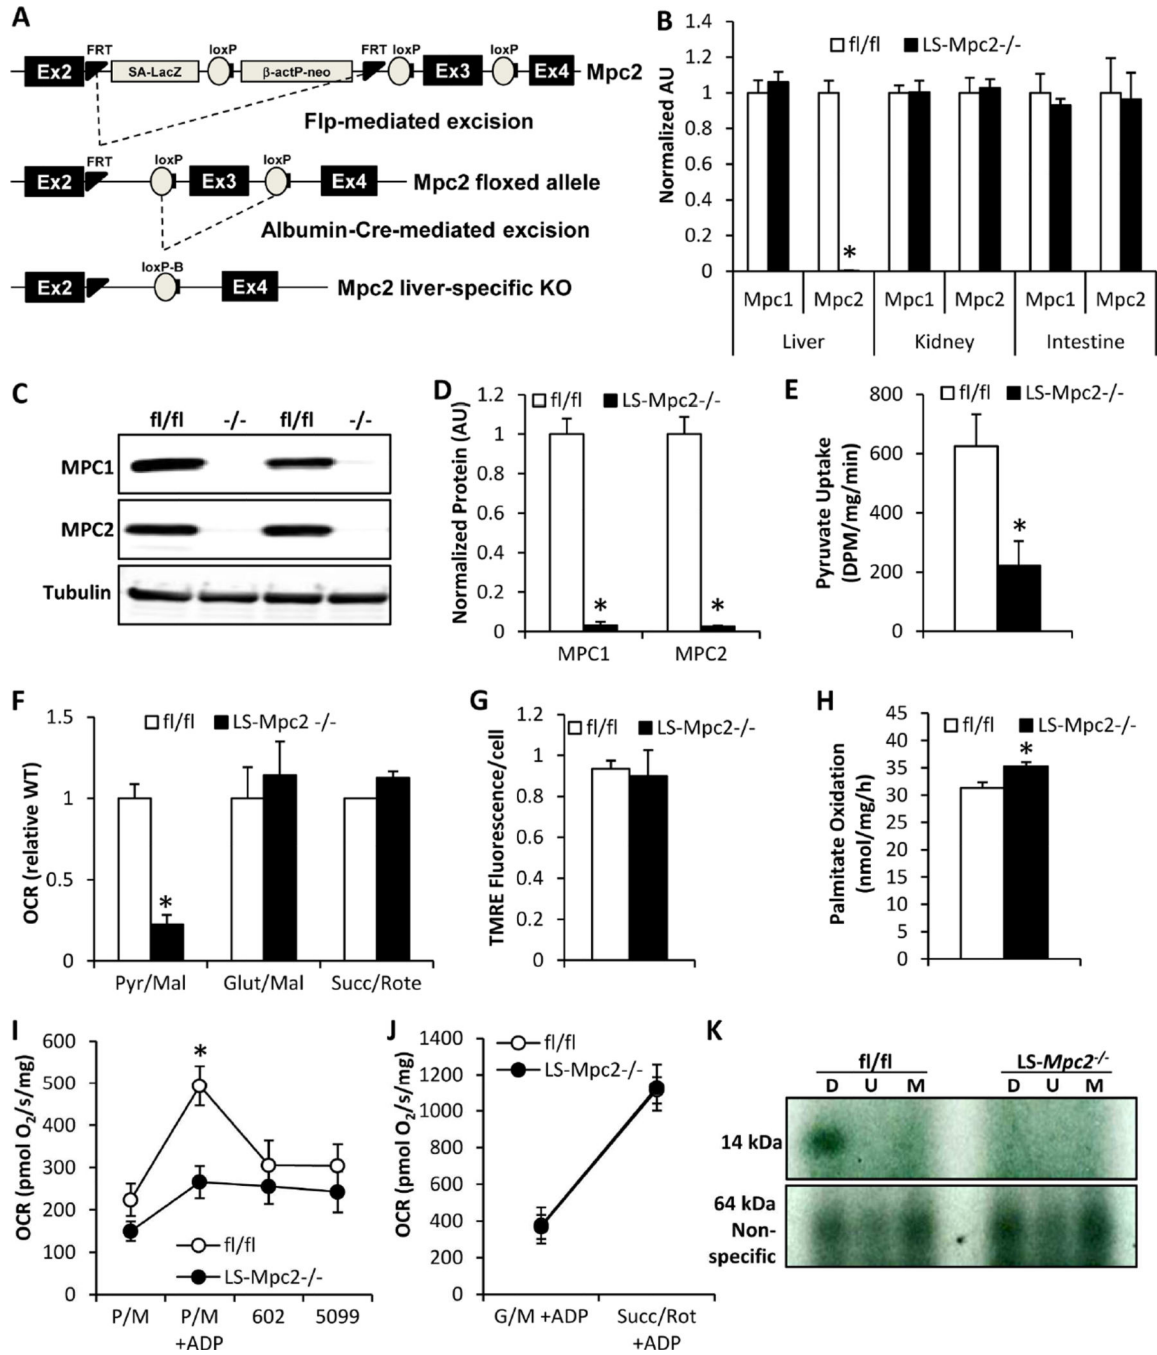 A
FRT loxP FRT loxP loxP
Ex2 SA-LacZ β-actP-neo Ex3 Ex4 Mpc2
Flp-mediated excision
FRT loxP loxP
Ex2 Ex3 Ex4 Mpc2 floxed allele
Albumin-Cre-mediated excision
loxP-B
Ex2 Ex4 Mpc2 liver-specific KO
B
fl/fl LS-Mpc2-/-
Normalized AU
1.4
1.2
1
0.8
0.6
0.4
0.2
0
*
Mpc1 Mpc2 Mpc1 Mpc2 Mpc1 Mpc2
Liver Kidney Intestine
C
fl/fl -/- fl/fl -/-
MPC1
MPC2
Tubulin
D
fl/fl LS-Mpc2-/-
Normalized Protein (AU)
1.2
1
0.8
0.6
0.4
0.2
0
* *
MPC1 MPC2
E
fl/fl
LS-Mpc2-/-
Pyruvate Uptake
(DPM/mg/min)
800
600
400
200
0
*
F
fl/fl LS-Mpc2 -/-
OCR (relative WT)
1.5
1
0.5
0
*
Pyr/Mal Glut/Mal Succ/Rote
G
fl/fl LS-Mpc2-/-
TMRE Fluorescence/cell
1.2
1
0.8
0.6
0.4
0.2
0
H
fl/fl LS-Mpc2-/-
Palmitate Oxidation
(nmol/mg/h)
45
40
35
30
25
20
15
10
5
0
*
I
OCR (pmol O₂/s/mg)
600
500
400
300
200
100
0
*
fl/fl
LS-Mpc2-/-
P/M P/M 602 5099
+ADP
J
fl/fl
LS-Mpc2-/-
OCR (pmol O₂/s/mg)
1400
1200
1000
800
600
400
200
0
G/M +ADP Succ/Rot
+ADP
K
fl/fl LS-Mpc2⁻/⁻
D U M D U M
14 kDa
64 kDa
Non-
specific